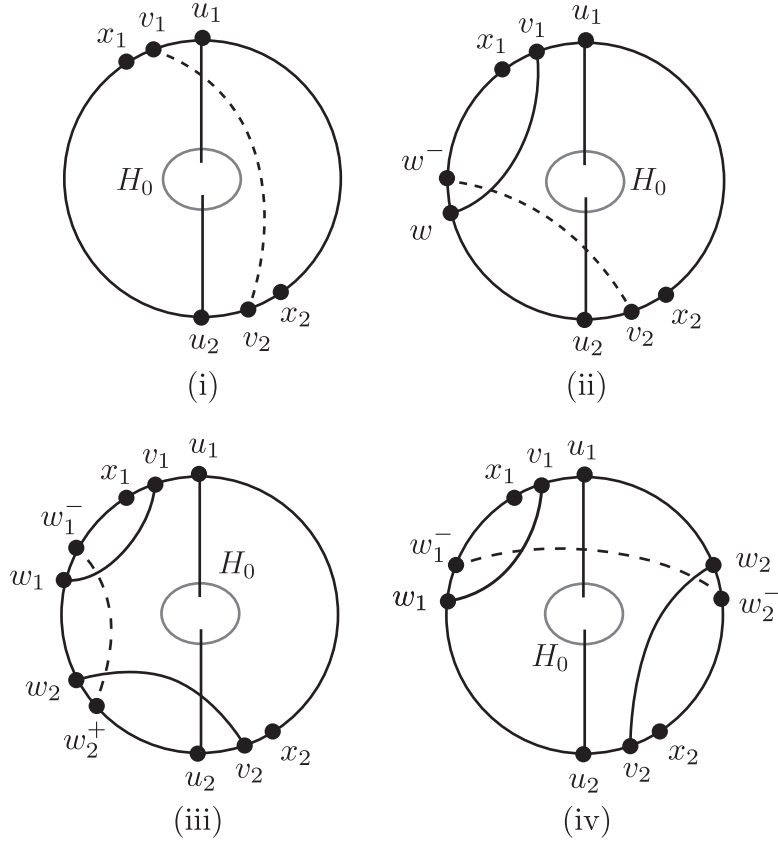 u₁
v₁
x₁
H₀
u₂
v₂
x₂
(i)
u₁
v₁
x₁
w⁻
H₀
w
u₂
v₂
x₂
(ii)
u₁
v₁
x₁
w₁⁻
w₁
H₀
w₂
w₂⁺
u₂
v₂
x₂
(iii)
u₁
v₁
x₁
w₁⁻
w₂
w₁
w₂⁻
H₀
u₂
v₂
x₂
(iv)